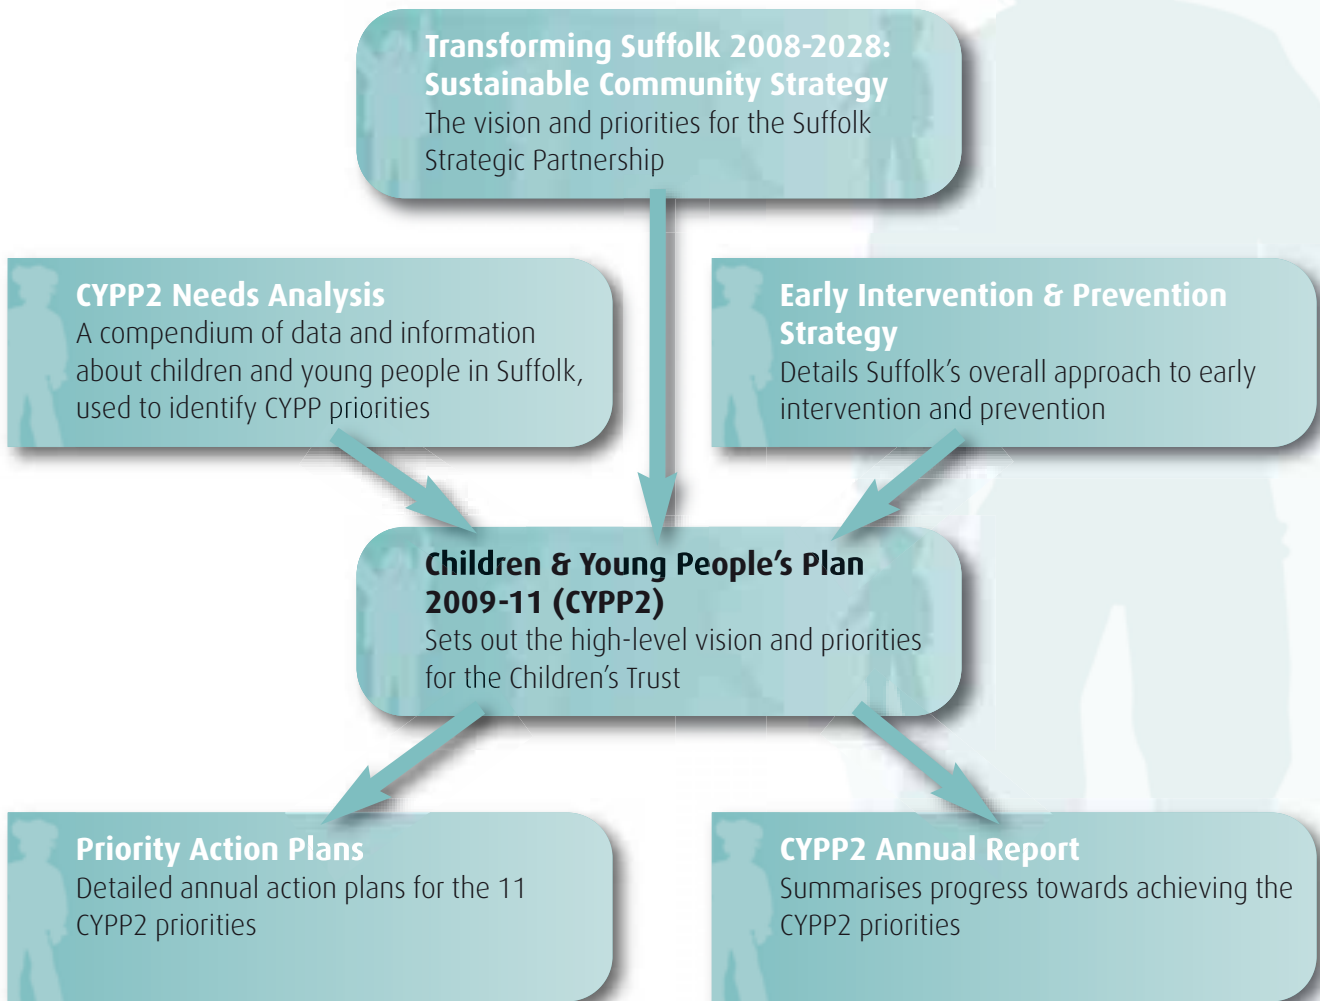 Transforming Suffolk 2008-2028:
Sustainable Community Strategy
The vision and priorities for the Suffolk
Strategic Partnership
CYPP2 Needs Analysis
A compendium of data and information
about children and young people in Suffolk,
used to identify CYPP priorities
Early Intervention & Prevention
Strategy
Details Suffolk’s overall approach to early
intervention and prevention
Children & Young People’s Plan
2009-11 (CYPP2)
Sets out the high-level vision and priorities
for the Children’s Trust
Priority Action Plans
Detailed annual action plans for the 11
CYPP2 priorities
CYPP2 Annual Report
Summarises progress towards achieving the
CYPP2 priorities